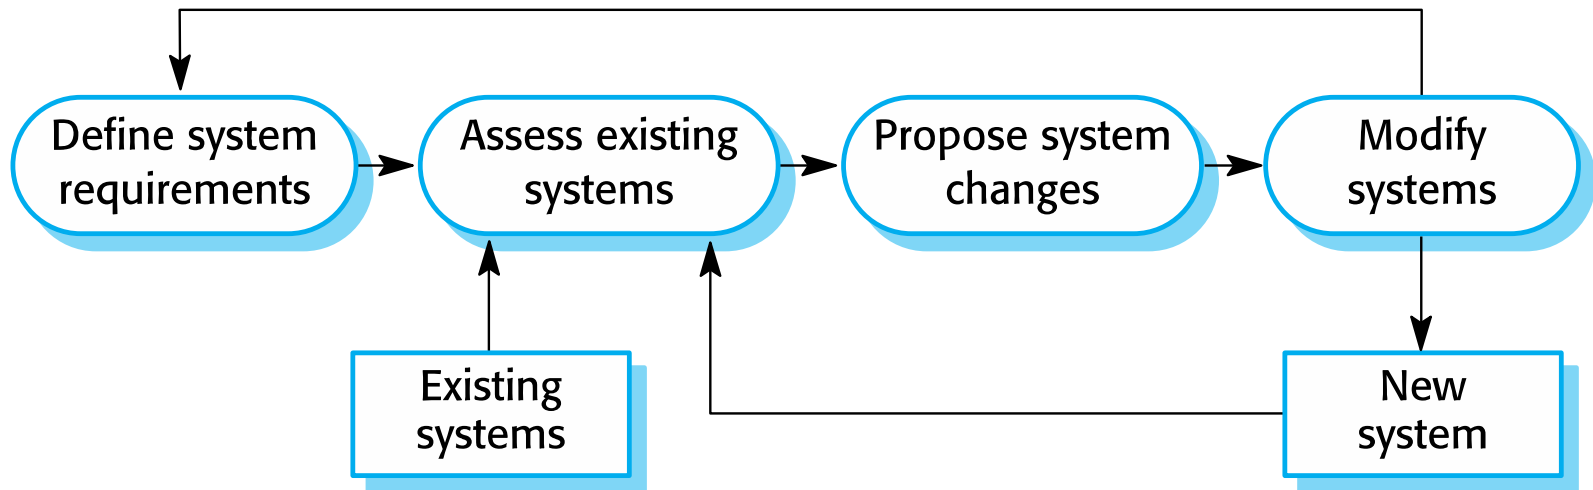 Define system
requirements
Assess existing
systems
Propose system
changes
Modify
systems
Existing
systems
New
system